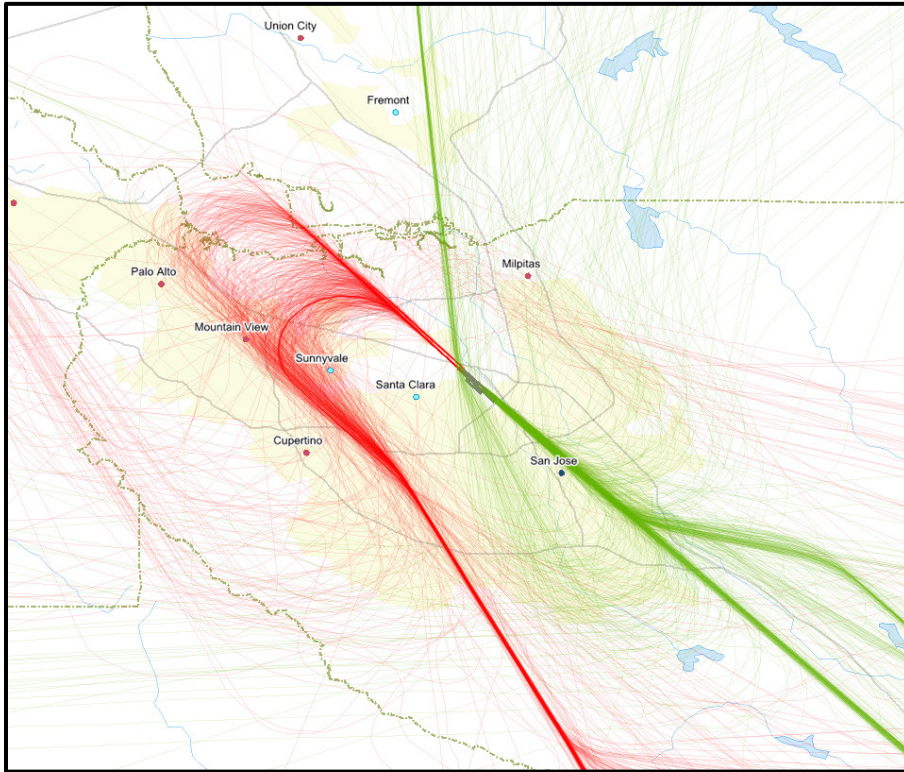 Union City
Fremont
Milpitas
Palo Alto
Mountain View
Sunnyvale
Santa Clara
Cupertino
San Jose